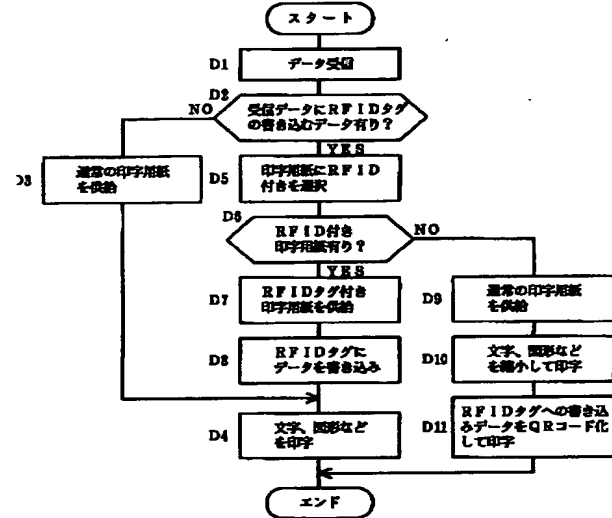 スタート
D1
データ受信
D2
受信データにRFIDタグ
の書き込むデータ有り?
NO
YES
D3
通常の印字用紙
を供給
D5
印字用紙にRFID
付きを選択
D6
RFID付き
印字用紙有り?
NO
YES
D7
RFIDタグ付き
印字用紙を供給
D9
通常の印字用紙
を供給
D8
RFIDタグに
データを書き込み
D10
文字、図形など
を縮小して印字
D4
文字、図形など
を印字
D11
RFIDタグへの書き込
みデータをQRコード化
して印字
エンド